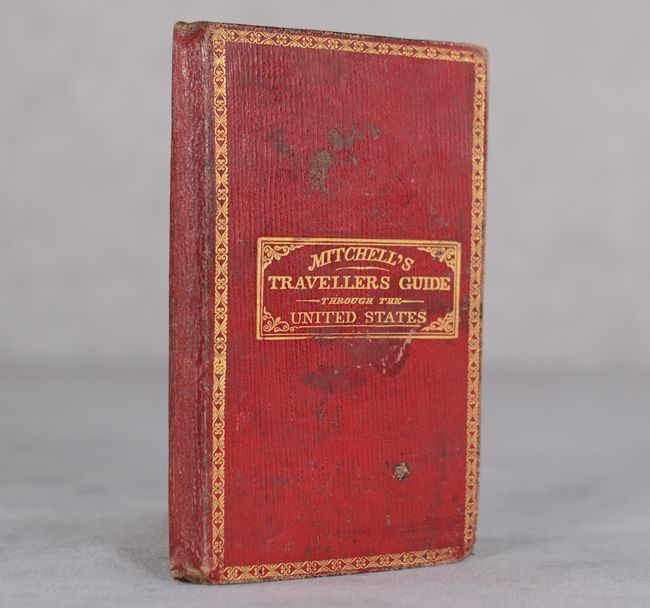 MITCHELL'S
TRAVELLERS GUIDE
THROUGH THE
UNITED STATES